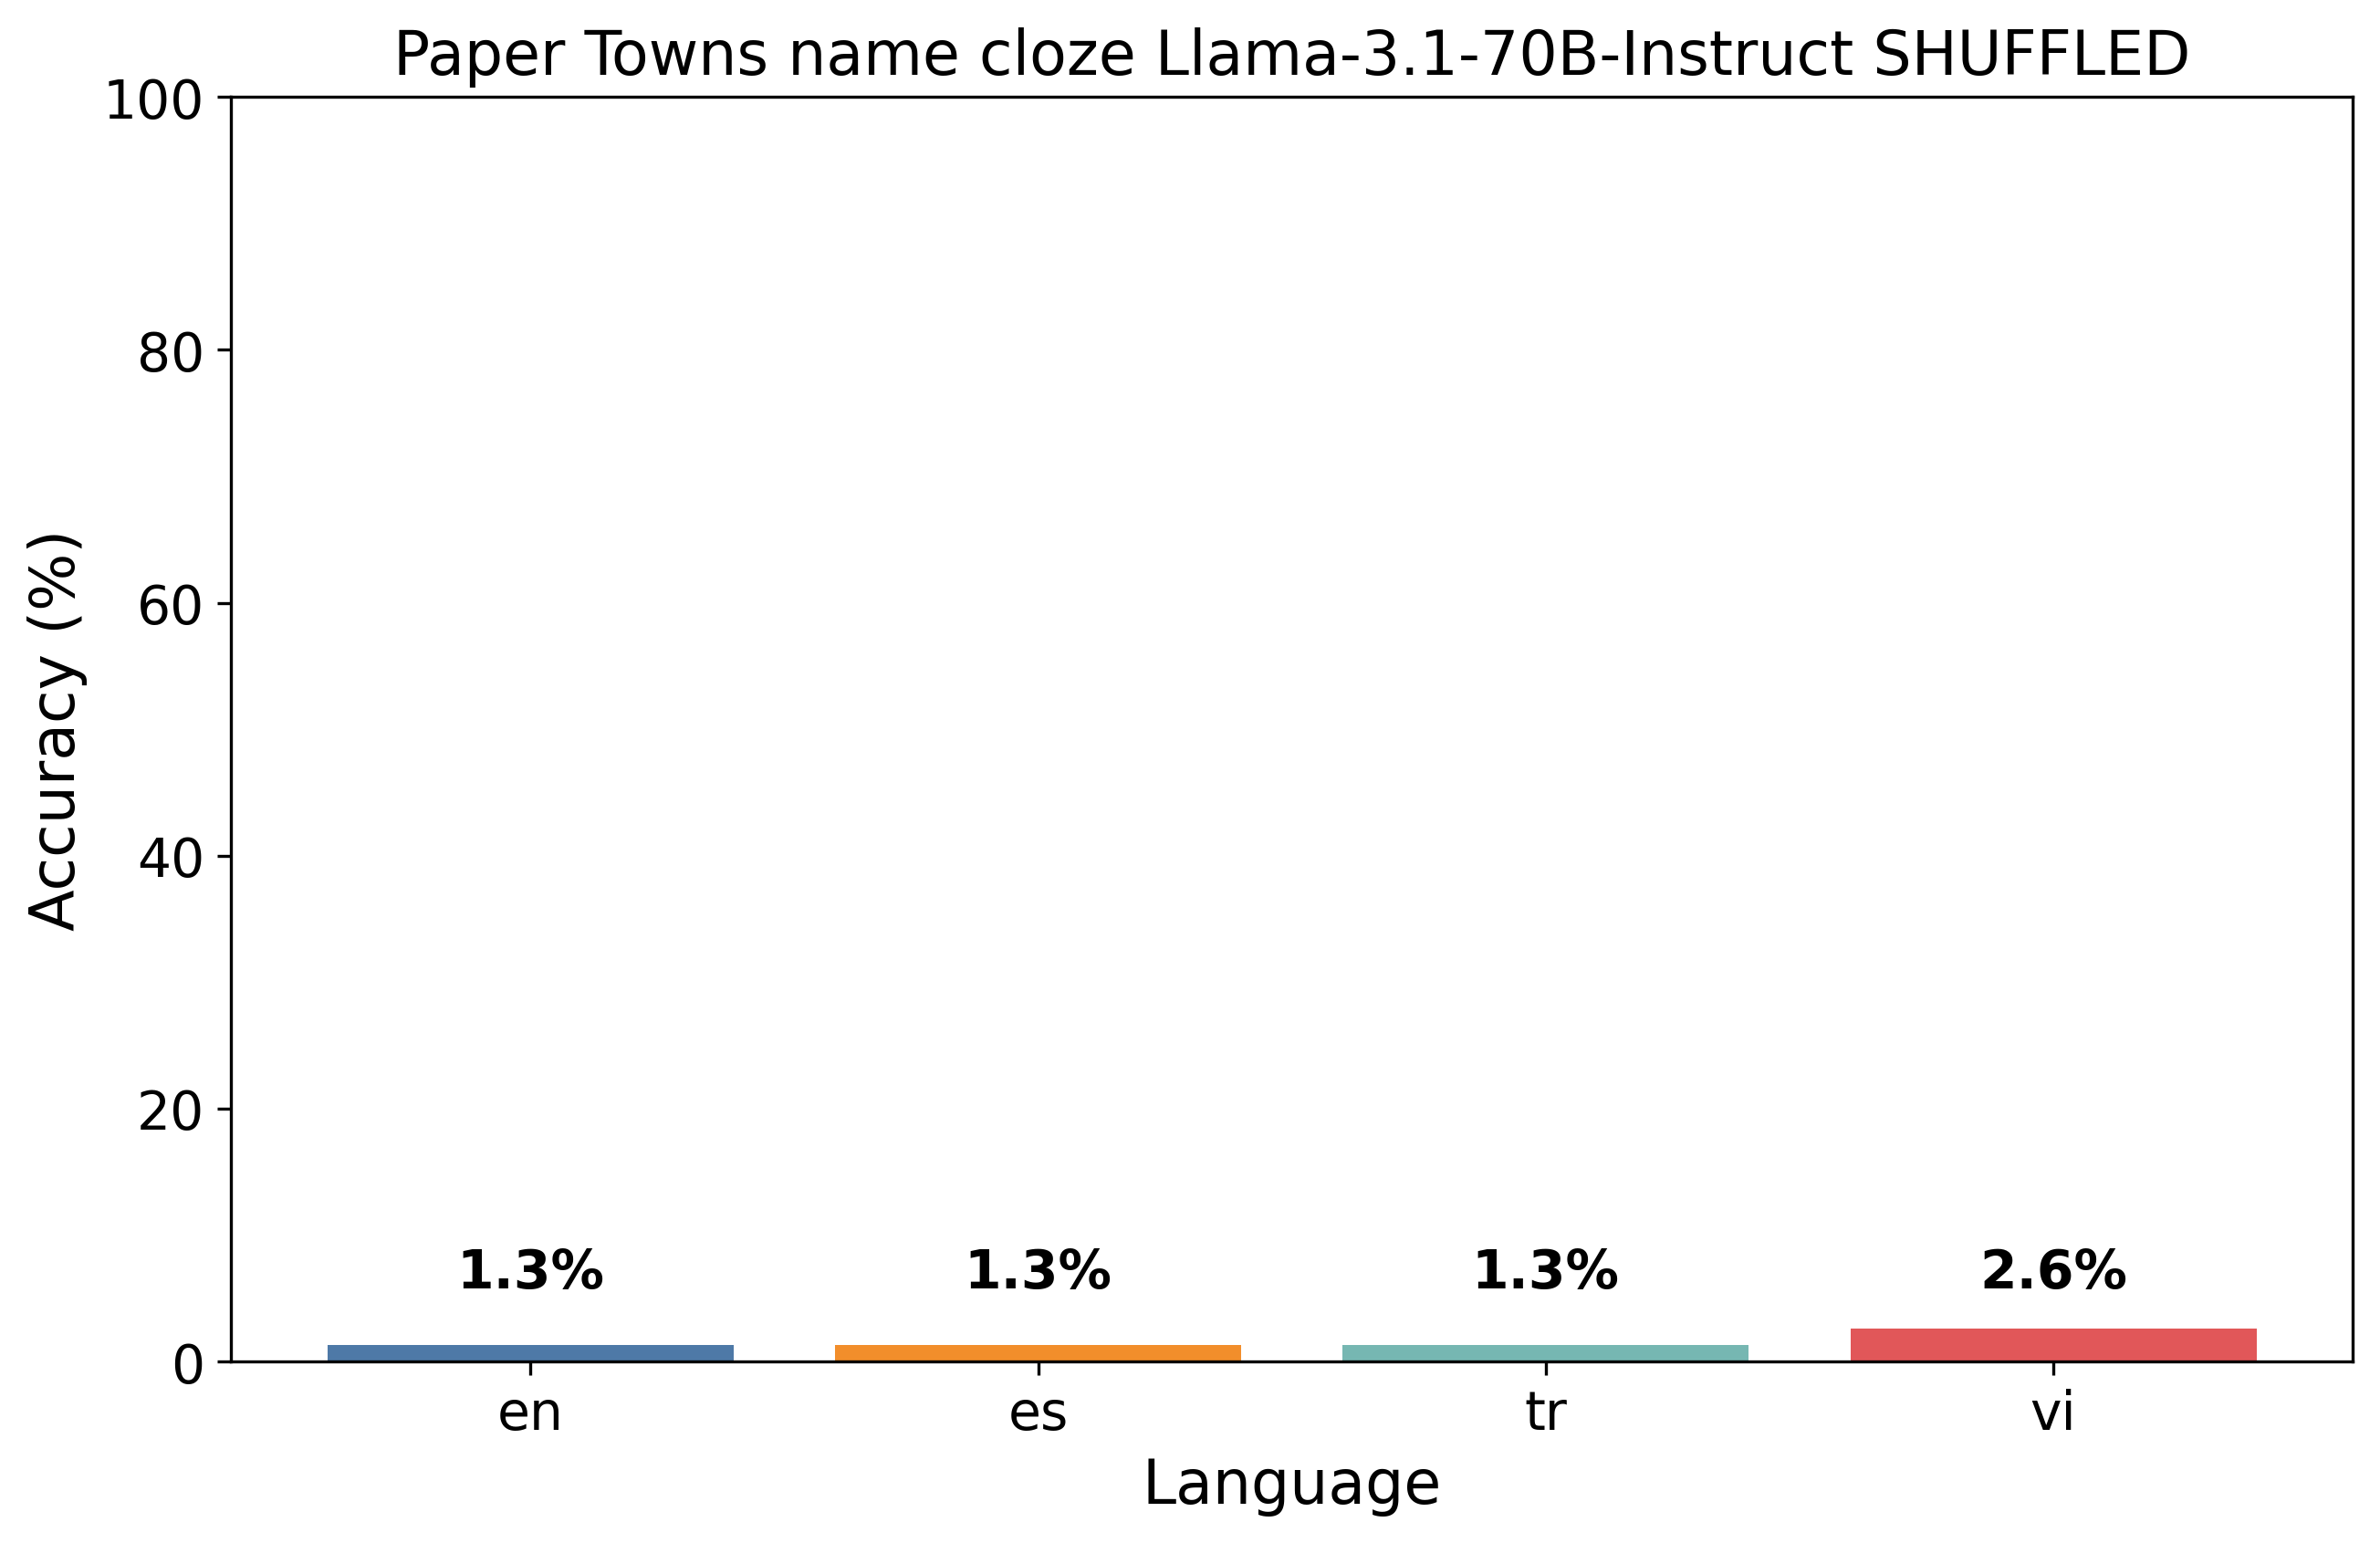 Paper Towns name cloze Llama-3.1-70B-Instruct SHUFFLED
100
80
60
40
20
0
Accuracy (%)
1.3%
1.3%
1.3%
2.6%
en
es
tr
vi
Language